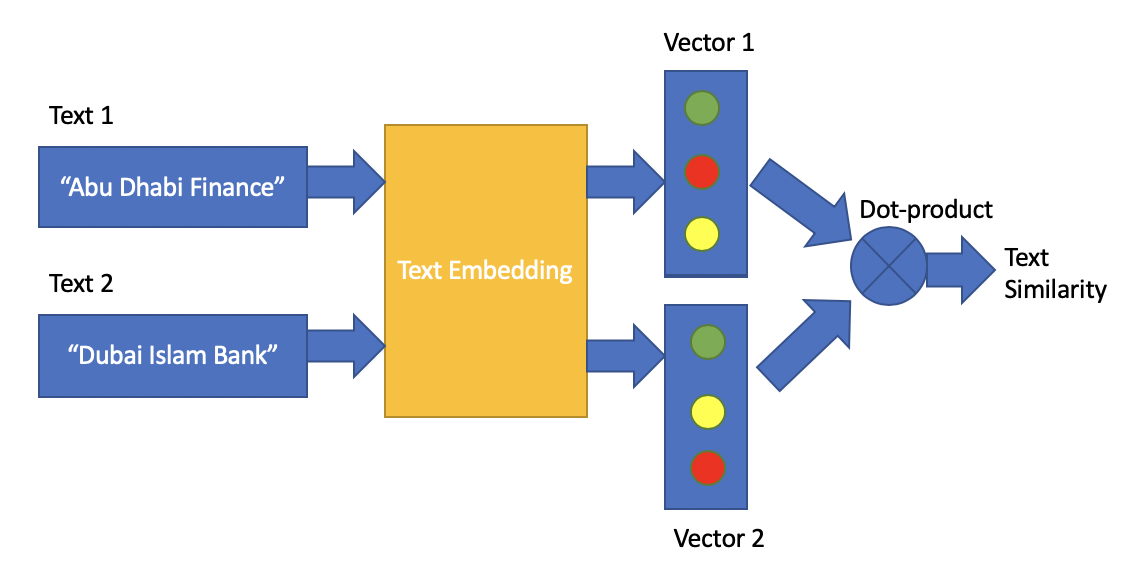 Text 1
“Abu Dhabi Finance”
Text 2
“Dubai Islam Bank”
Text Embedding
Vector 1
Vector 2
Dot-product
Text
Similarity